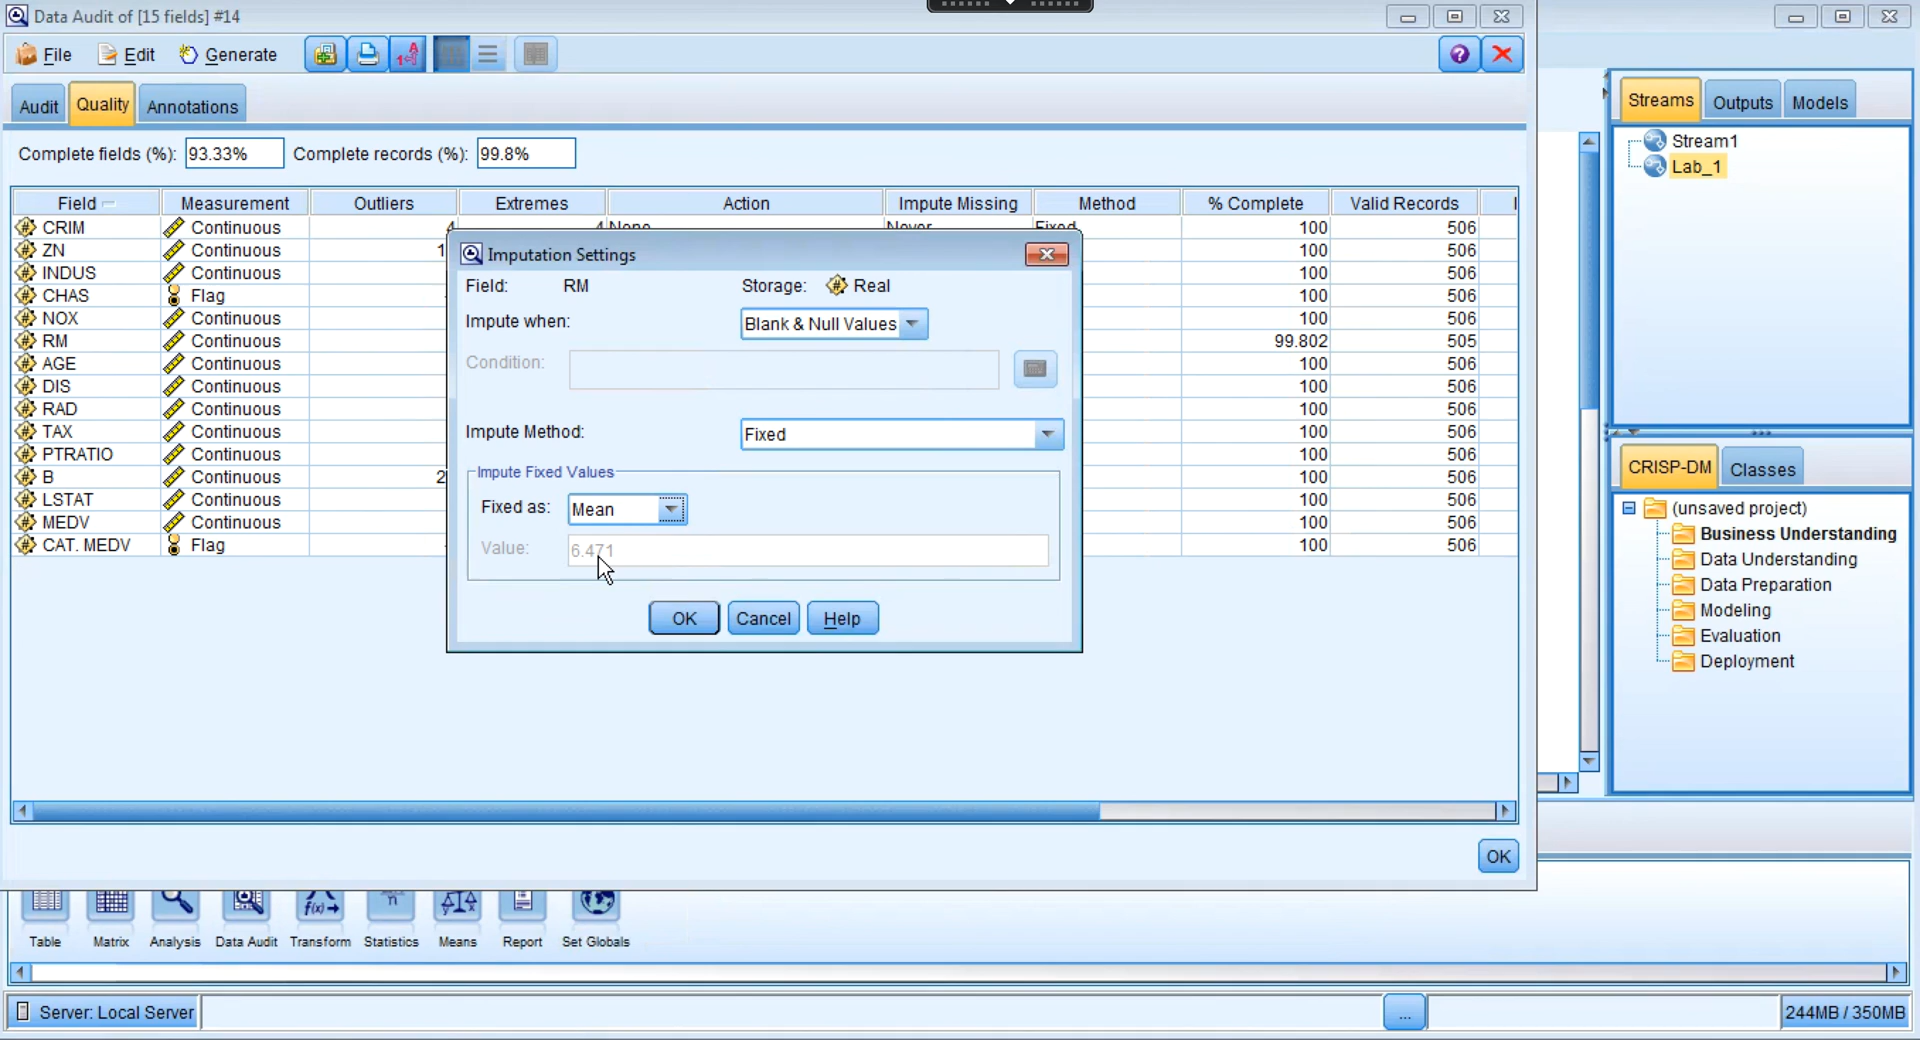 Data Audit of [15 fields] #14
File Edit Generate
Audit Quality Annotations
Complete fields (%): 93.33% Complete records (%): 99.8%
Field Measurement Outliers Extremes Action Impute Missing Method % Complete Valid Records
CRIM Continuous 4 4 None Never Fixed 100 506
ZN Continuous 100 506
INDUS Continuous 100 506
CHAS Flag 100 506
NOX Continuous 100 506
RM Continuous 99.802 505
AGE Continuous 100 506
DIS Continuous 100 506
RAD Continuous 100 506
TAX Continuous 100 506
PTRATIO Continuous 100 506
B Continuous 2 100 506
LSTAT Continuous 100 506
MEDV Continuous 100 506
CAT. MEDV Flag 100 506
Imputation Settings
Field: RM Storage: Real
Impute when: Blank & Null Values
Condition:
Impute Method: Fixed
Impute Fixed Values
Fixed as: Mean
Value: 6.471
OK Cancel Help
OK
Streams Outputs Models
Stream1
Lab_1
CRISP-DM Classes
(unsaved project)
Business Understanding
Data Understanding
Data Preparation
Modeling
Evaluation
Deployment
Table Matrix Analysis Data Audit Transform Statistics Means Report Set Globals
Server: Local Server ... 244MB / 350MB